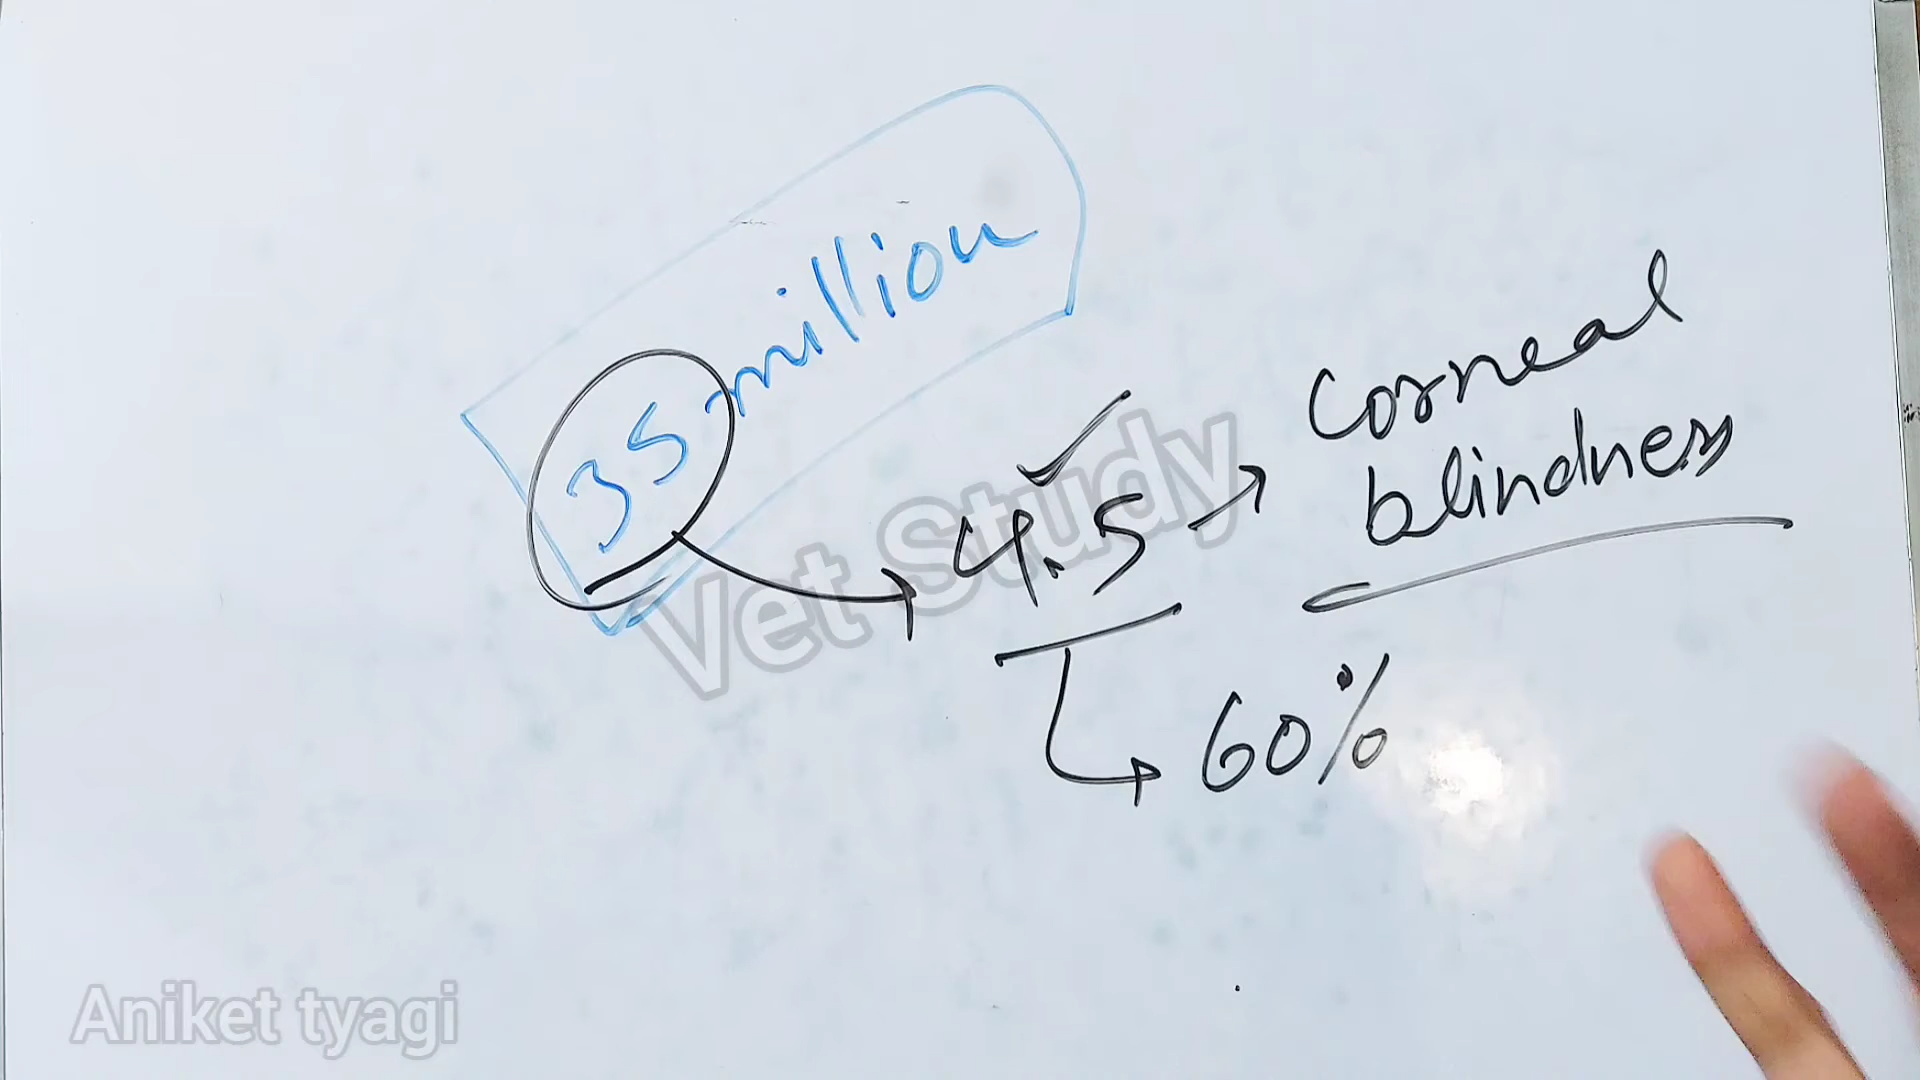 35 million
4.5 → corneal
blindness
60%
Vet Study
Aniket tyagi